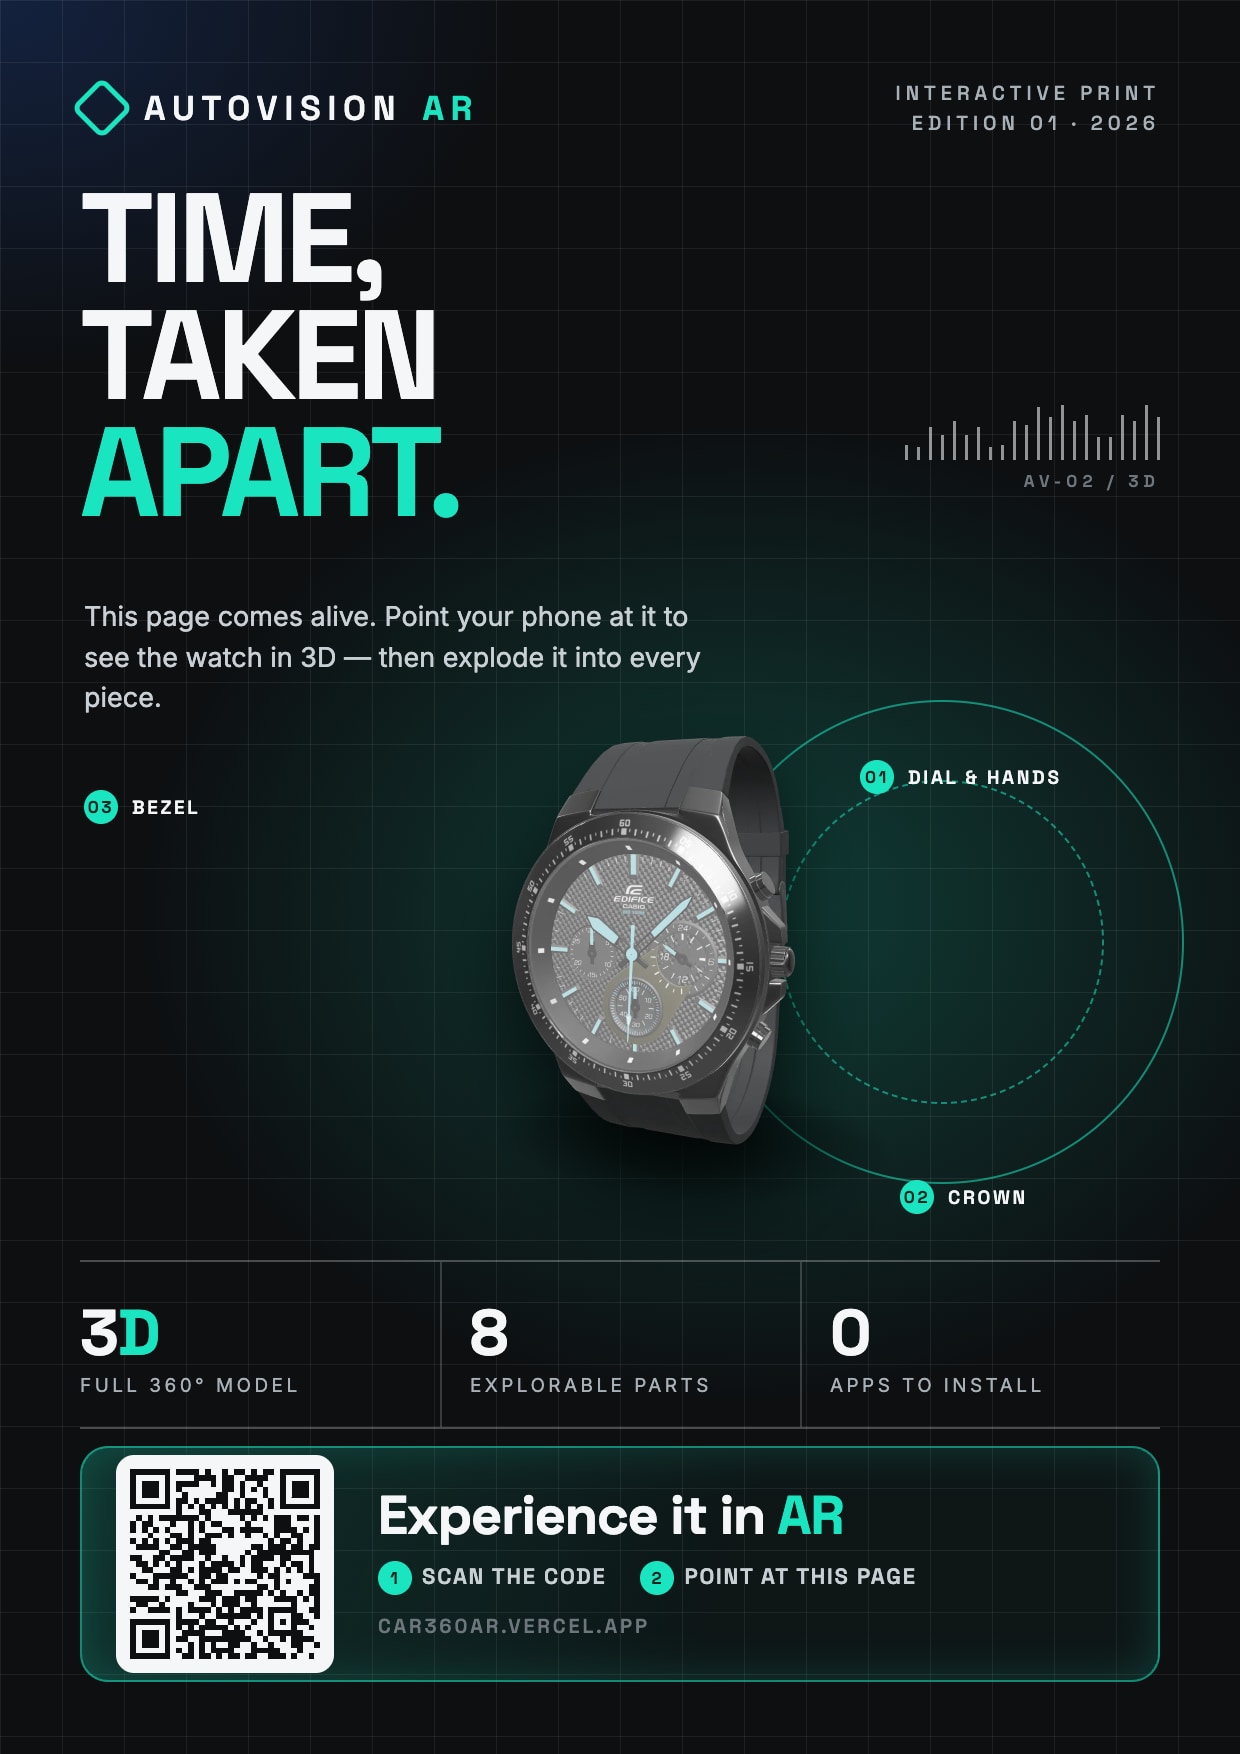 AUTOVISION AR
INTERACTIVE PRINT
EDITION 01 · 2026
TIME,
TAKEN
APART.
AV-02 / 3D
This page comes alive. Point your phone at it to
see the watch in 3D — then explode it into every
piece.
01 DIAL & HANDS
03 BEZEL
60
EDIFICE
CASIO
02 CROWN
3D
FULL 360° MODEL
8
EXPLORABLE PARTS
0
APPS TO INSTALL
Experience it in AR
1 SCAN THE CODE
2 POINT AT THIS PAGE
CAR360AR.VERCEL.APP